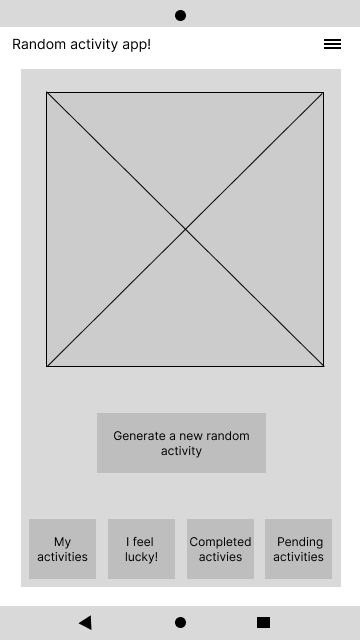 Random activity app!
Generate a new random
activity
My
activities
I feel
lucky!
Completed
activies
Pending
activities